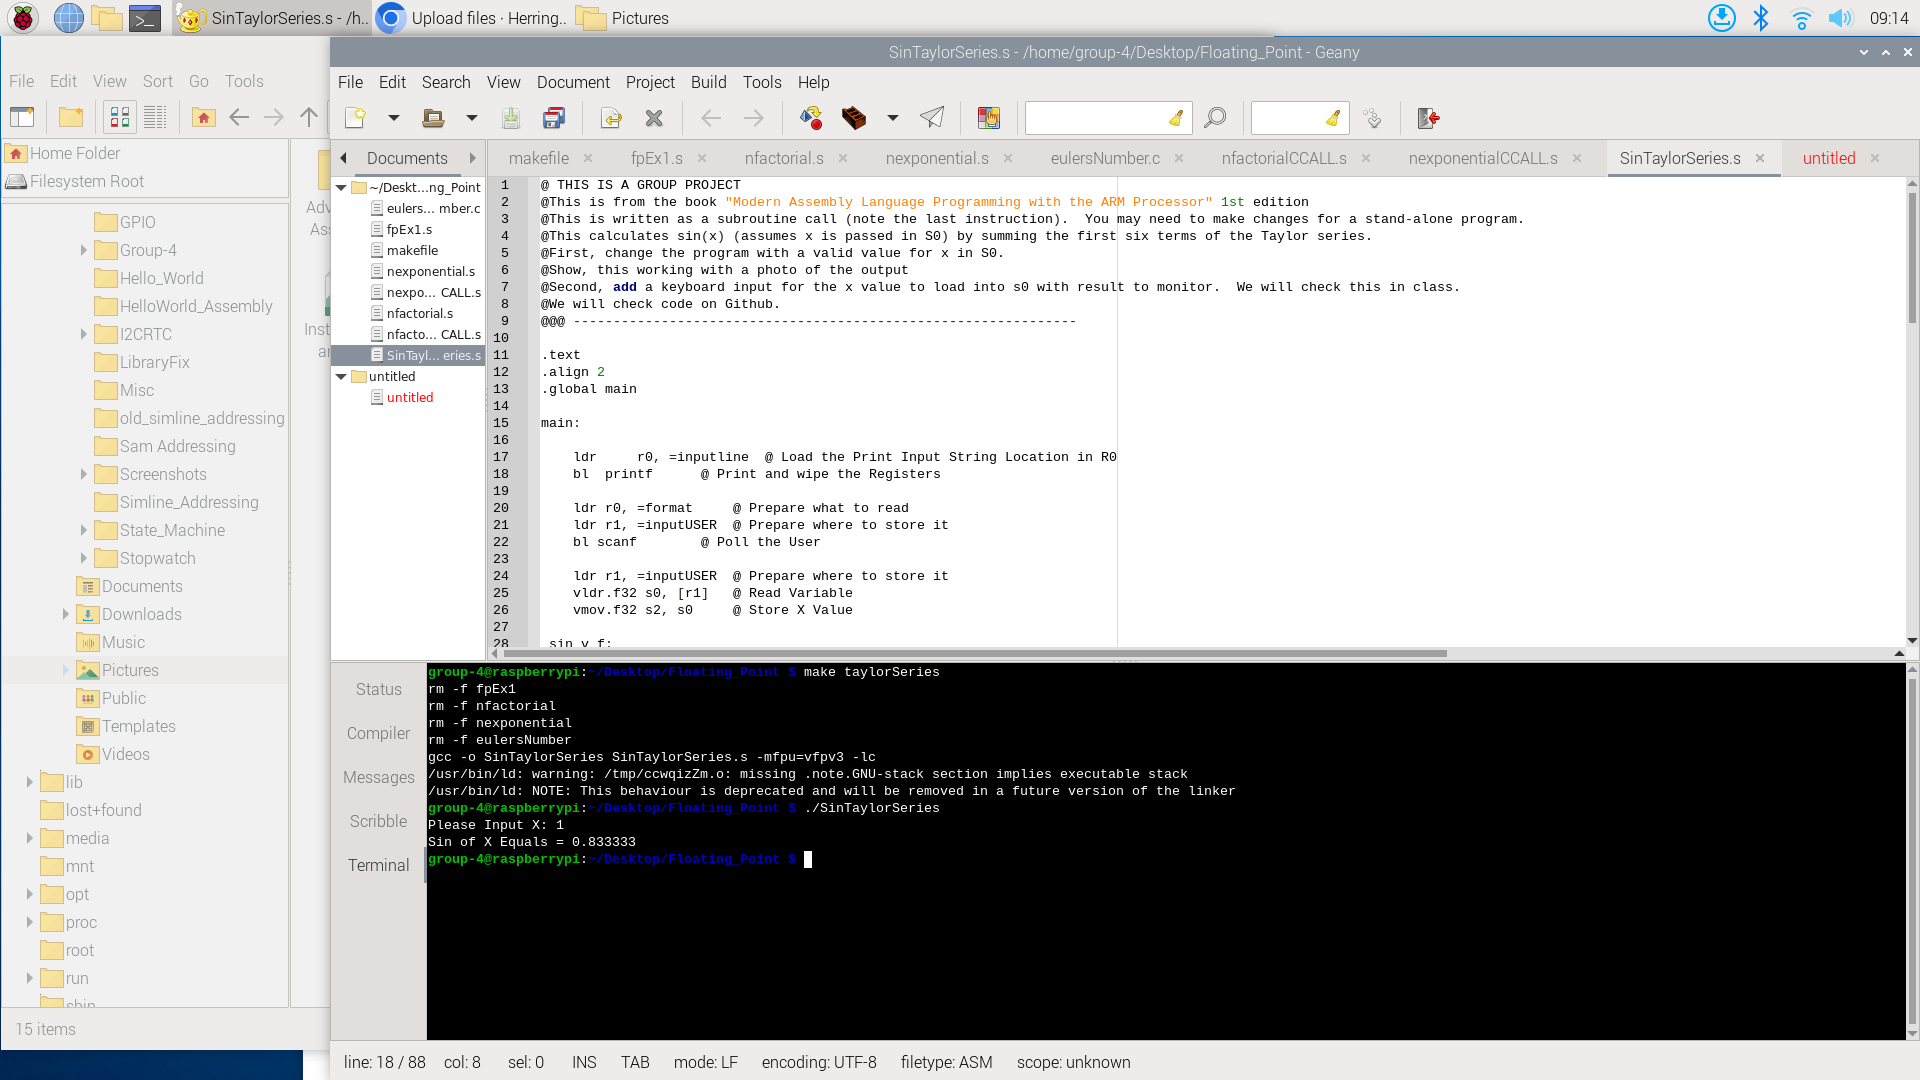 SinTaylorSeries.s - /h..
Upload files · Herring..
Pictures
09:14
SinTaylorSeries.s - /home/group-4/Desktop/Floating_Point - Geany
File Edit View Sort Go Tools
File Edit Search View Document Project Build Tools Help
Home Folder
Filesystem Root
GPIO
Group-4
Hello_World
HelloWorld_Assembly
I2CRTC
LibraryFix
Misc
old_simline_addressing
Sam Addressing
Screenshots
Simline_Addressing
State_Machine
Stopwatch
Documents
Downloads
Music
Pictures
Public
Templates
Videos
lib
lost+found
media
mnt
opt
proc
root
run
sbin
15 items
Adv
As
Inst
a
Documents
~/Deskt...ng_Point
eulers... mber.c
fpEx1.s
makefile
nexponential.s
nexpo... CALL.s
nfactorial.s
nfacto... CALL.s
SinTayl... eries.s
untitled
untitled
makefile fpEx1.s nfactorial.s nexponential.s eulersNumber.c nfactorialCCALL.s nexponentialCCALL.s SinTaylorSeries.s untitled
1 @ THIS IS A GROUP PROJECT
2 @This is from the book "Modern Assembly Language Programming with the ARM Processor" 1st edition
3 @This is written as a subroutine call (note the last instruction).  You may need to make changes for a stand-alone program.
4 @This calculates sin(x) (assumes x is passed in S0) by summing the first six terms of the Taylor series.
5 @First, change the program with a valid value for x in S0.
6 @Show, this working with a photo of the output
7 @Second, add a keyboard input for the x value to load into s0 with result to monitor.  We will check this in class.
8 @We will check code on Github.
9 @@@ ---------------------------------------------------------------
10
11 .text
12 .align 2
13 .global main
14
15 main:
16
17     ldr     r0, =inputline  @ Load the Print Input String Location in R0
18     bl  printf      @ Print and wipe the Registers
19
20     ldr r0, =format     @ Prepare what to read
21     ldr r1, =inputUSER  @ Prepare where to store it
22     bl scanf        @ Poll the User
23
24     ldr r1, =inputUSER  @ Prepare where to store it
25     vldr.f32 s0, [r1]   @ Read Variable
26     vmov.f32 s2, s0     @ Store X Value
27
28  sin_v_f:
Status
Compiler
Messages
Scribble
Terminal
group-4@raspberrypi:~/Desktop/Floating_Point $ make taylorSeries
rm -f fpEx1
rm -f nfactorial
rm -f nexponential
rm -f eulersNumber
gcc -o SinTaylorSeries SinTaylorSeries.s -mfpu=vfpv3 -lc
/usr/bin/ld: warning: /tmp/ccwqizZm.o: missing .note.GNU-stack section implies executable stack
/usr/bin/ld: NOTE: This behaviour is deprecated and will be removed in a future version of the linker
group-4@raspberrypi:~/Desktop/Floating_Point $ ./SinTaylorSeries
Please Input X: 1
Sin of X Equals = 0.833333
group-4@raspberrypi:~/Desktop/Floating_Point $
line: 18 / 88 col: 8 sel: 0 INS TAB mode: LF encoding: UTF-8 filetype: ASM scope: unknown